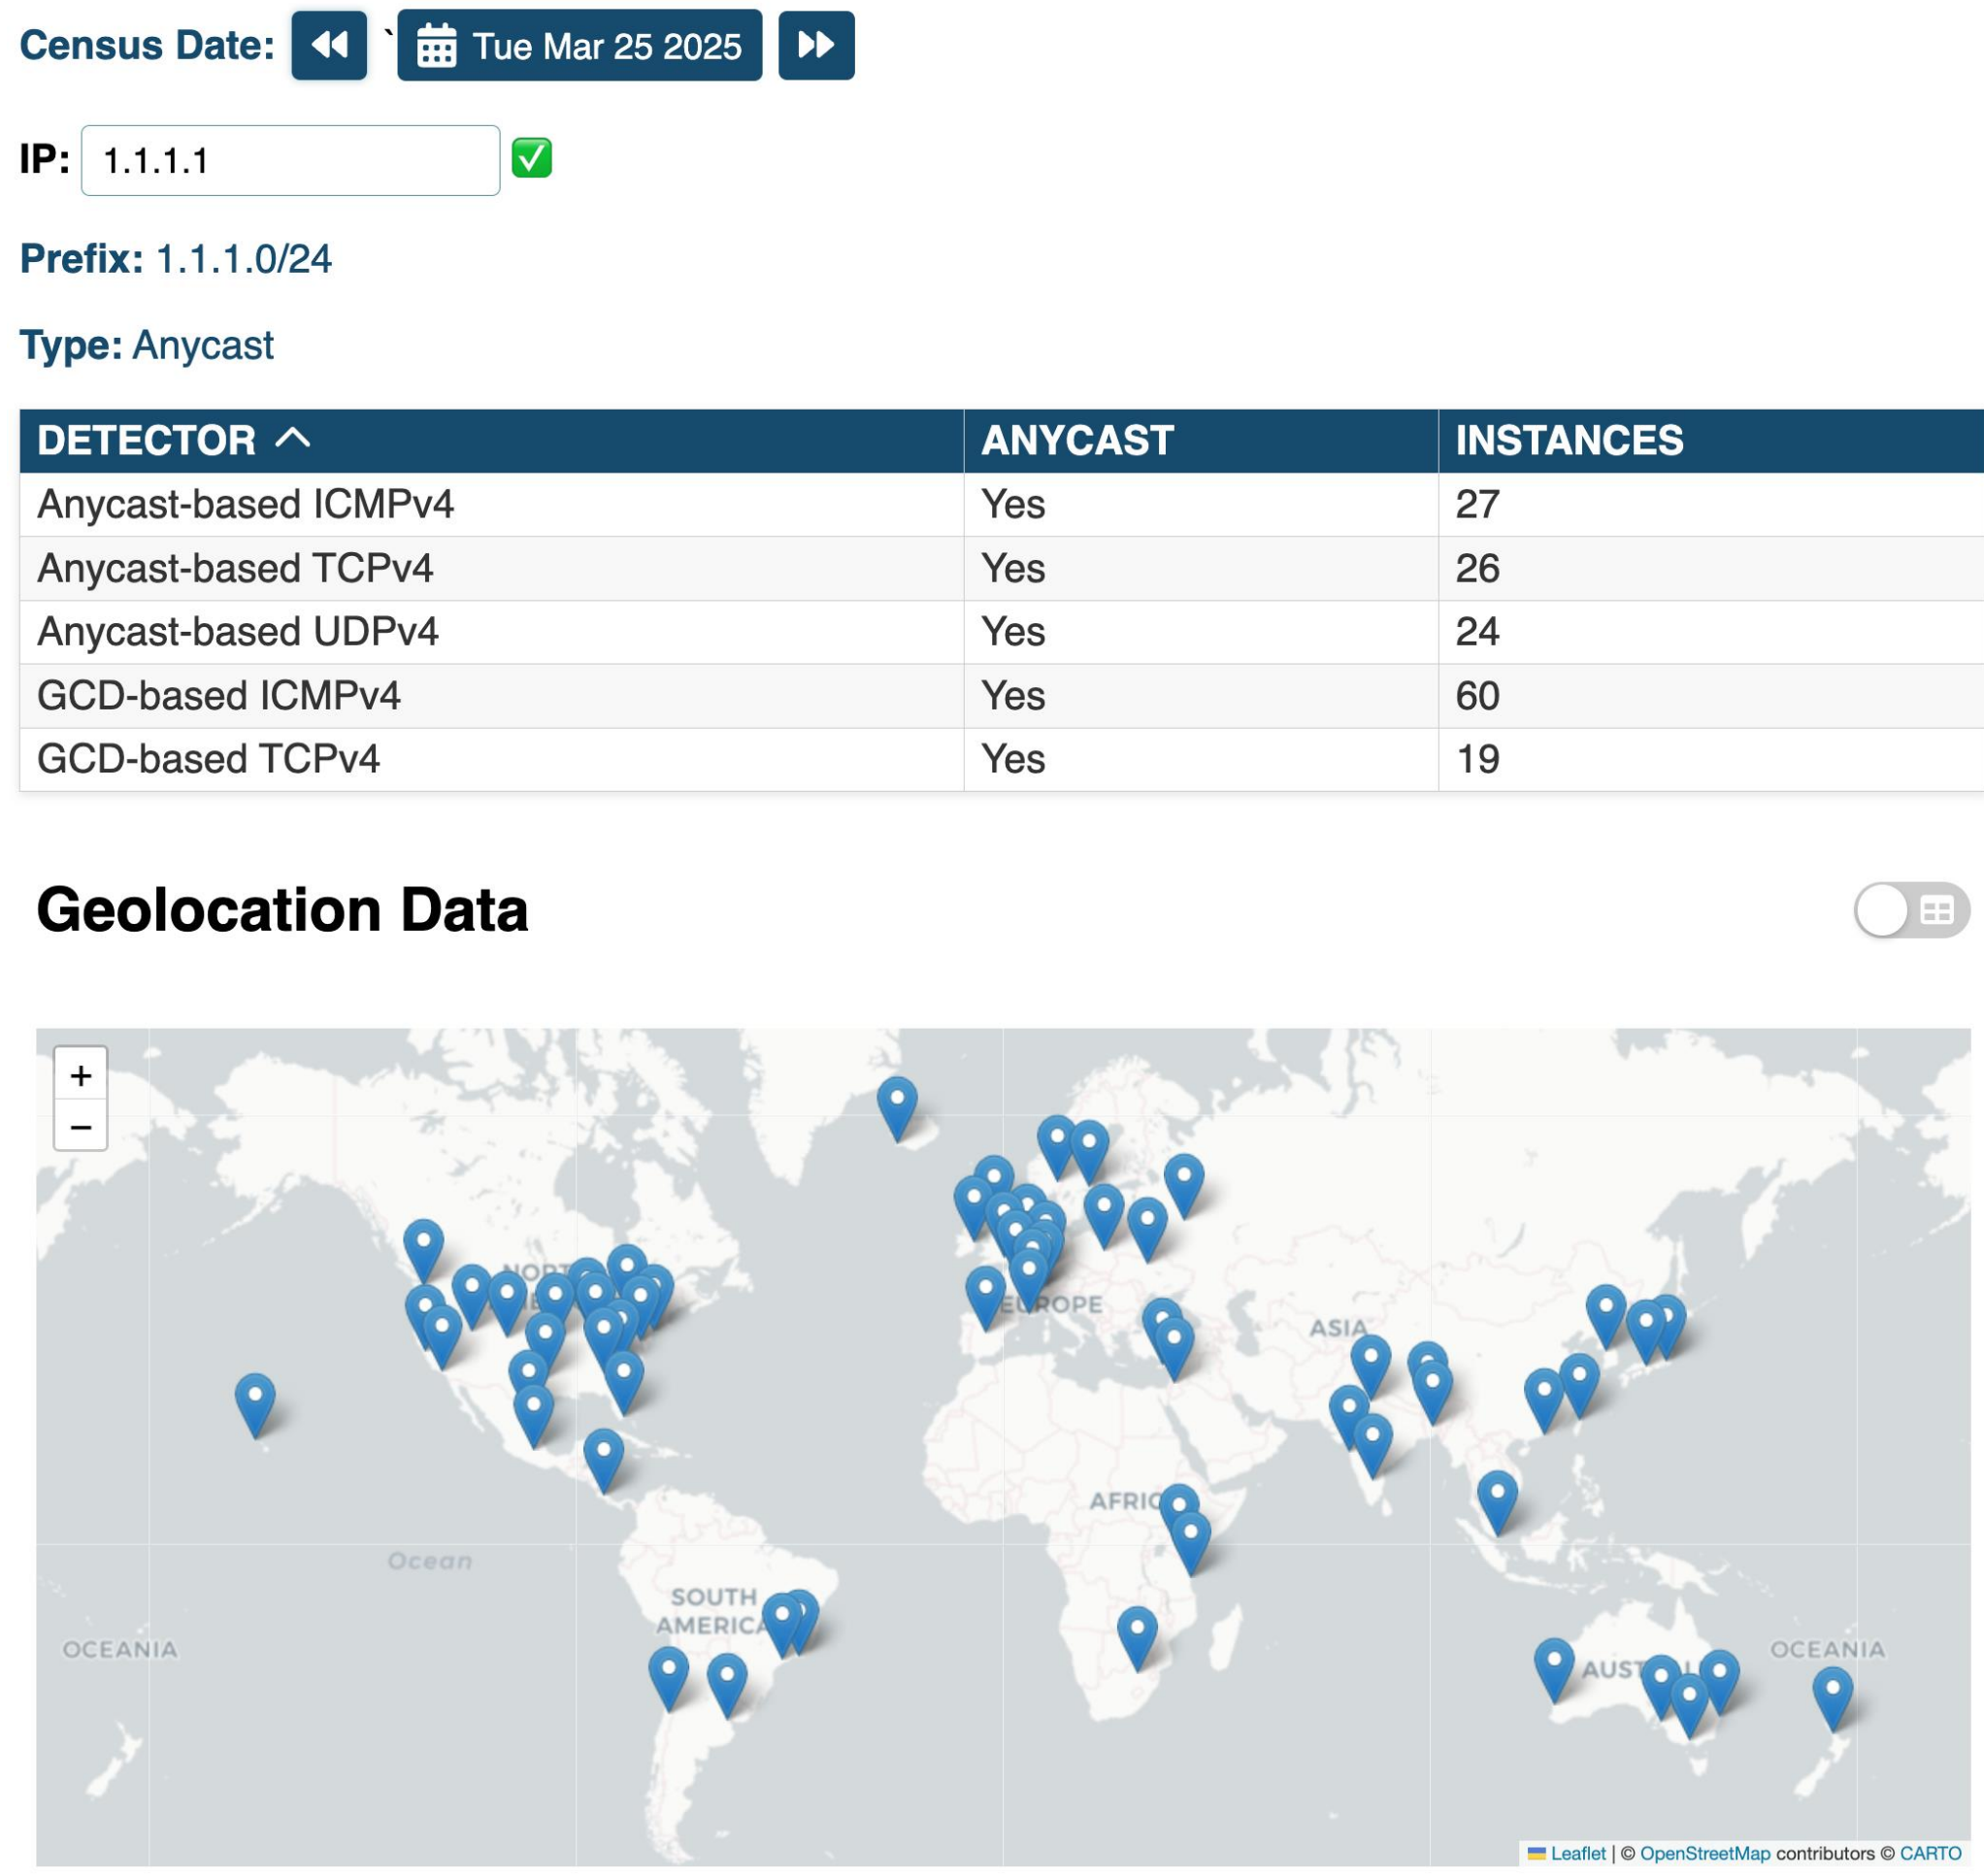 Census Date: ` Tue Mar 25 2025
IP: 1.1.1.1
Prefix: 1.1.1.0/24
Type: Anycast
DETECTOR ANYCAST INSTANCES
Anycast-based ICMPv4 Yes 27
Anycast-based TCPv4 Yes 26
Anycast-based UDPv4 Yes 24
GCD-based ICMPv4 Yes 60
GCD-based TCPv4 Yes 19
Geolocation Data
+
−
EUROPE
ASIA
Ocean
SOUTH
AMERICA
OCEANIA
OCEANIA
Leaflet | © OpenStreetMap contributors © CARTO